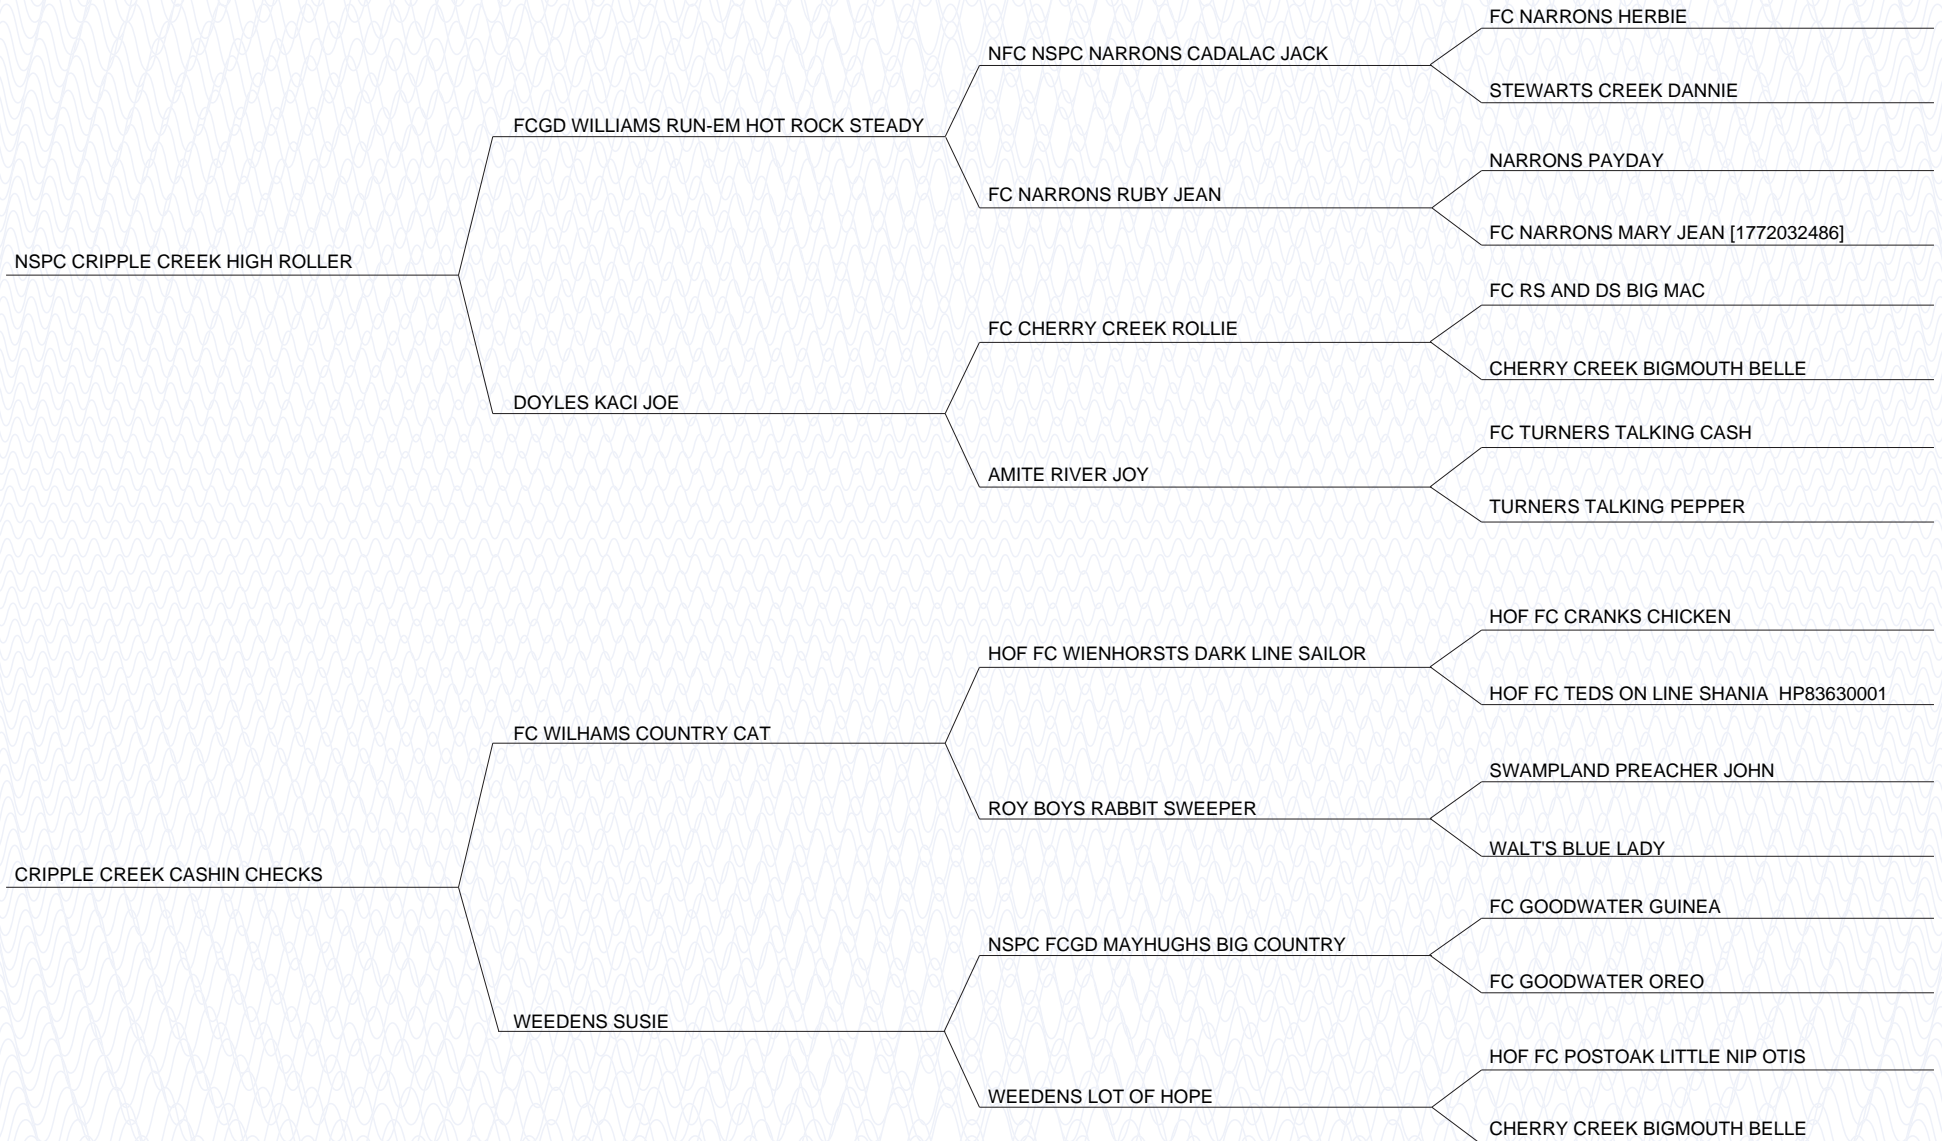 FC NARRONS HERBIE
NFC NSPC NARRONS CADALAC JACK
STEWARTS CREEK DANNIE
FCGD WILLIAMS RUN-EM HOT ROCK STEADY
NARRONS PAYDAY
FC NARRONS RUBY JEAN
FC NARRONS MARY JEAN [1772032486]
NSPC CRIPPLE CREEK HIGH ROLLER
FC RS AND DS BIG MAC
FC CHERRY CREEK ROLLIE
CHERRY CREEK BIGMOUTH BELLE
DOYLES KACI JOE
FC TURNERS TALKING CASH
AMITE RIVER JOY
TURNERS TALKING PEPPER
HOF FC CRANKS CHICKEN
HOF FC WIENHORSTS DARK LINE SAILOR
HOF FC TEDS ON LINE SHANIA  HP83630001
FC WILHAMS COUNTRY CAT
SWAMPLAND PREACHER JOHN
ROY BOYS RABBIT SWEEPER
WALT'S BLUE LADY
CRIPPLE CREEK CASHIN CHECKS
FC GOODWATER GUINEA
NSPC FCGD MAYHUGHS BIG COUNTRY
FC GOODWATER OREO
WEEDENS SUSIE
HOF FC POSTOAK LITTLE NIP OTIS
WEEDENS LOT OF HOPE
CHERRY CREEK BIGMOUTH BELLE